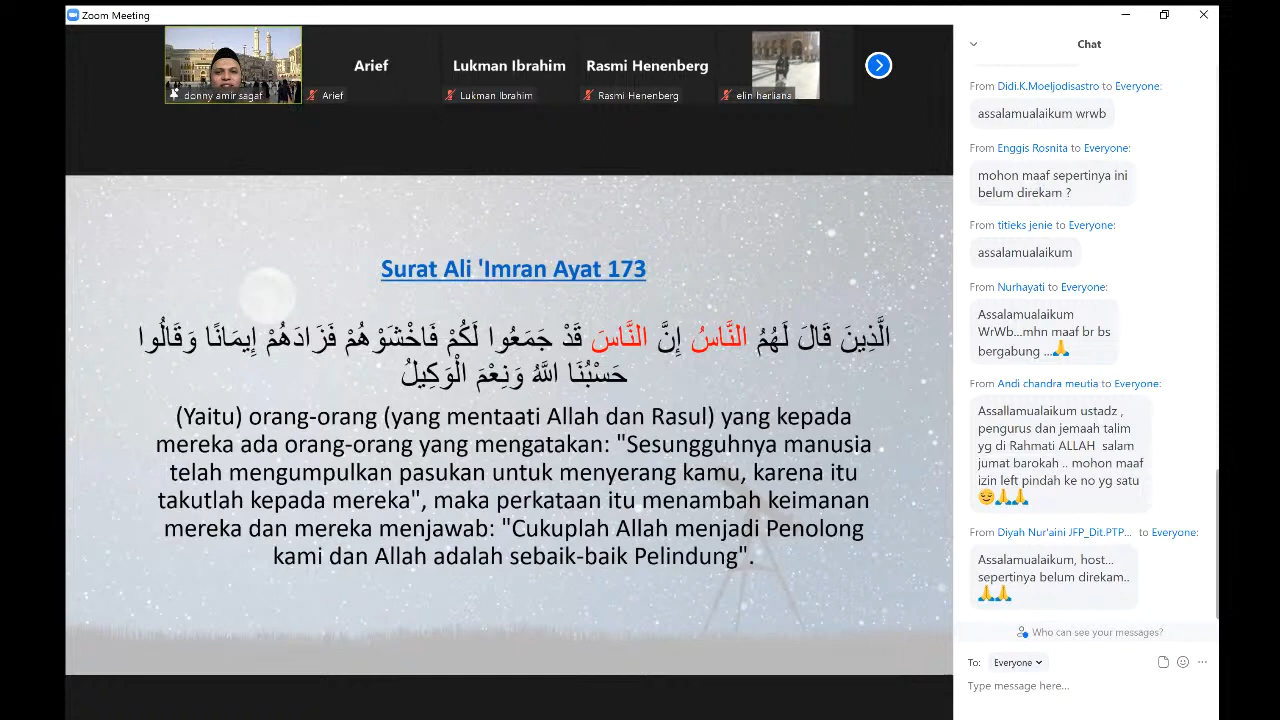 Zoom Meeting
Arief
Lukman Ibrahim
Rasmi Henenberg
donny amir sagaf
Arief
Lukman Ibrahim
Rasmi Henenberg
elin herliana
Surat Ali 'Imran Ayat 173
الَّذِينَ قَالَ لَهُمُ النَّاسُ إِنَّ النَّاسَ قَدْ جَمَعُوا لَكُمْ فَاخْشَوْهُمْ فَزَادَهُمْ إِيمَانًا وَقَالُوا
حَسْبُنَا اللَّهُ وَنِعْمَ الْوَكِيلُ
(Yaitu) orang-orang (yang mentaati Allah dan Rasul) yang kepada
mereka ada orang-orang yang mengatakan: "Sesungguhnya manusia
telah mengumpulkan pasukan untuk menyerang kamu, karena itu
takutlah kepada mereka", maka perkataan itu menambah keimanan
mereka dan mereka menjawab: "Cukuplah Allah menjadi Penolong
kami dan Allah adalah sebaik-baik Pelindung".
Chat
From Didi.K.Moeljodisastro to Everyone:
assalamualaikum wrwb
From Enggis Rosnita to Everyone:
mohon maaf sepertinya ini
belum direkam ?
From titieks jenie to Everyone:
assalamualaikum
From Nurhayati to Everyone:
Assalamualaikum
WrWb...mhn maaf br bs
bergabung ...🙏
From Andi chandra meutia to Everyone:
Assallamualaikum ustadz ,
pengurus dan jemaah talim
yg di Rahmati ALLAH  salam
jumat barokah .. mohon maaf
izin left pindah ke no yg satu
😊🙏🙏
From Diyah Nur'aini JFP_Dit.PTP... to Everyone:
Assalamualaikum, host...
sepertinya belum direkam..
🙏🙏
Who can see your messages?
To: Everyone
Type message here...